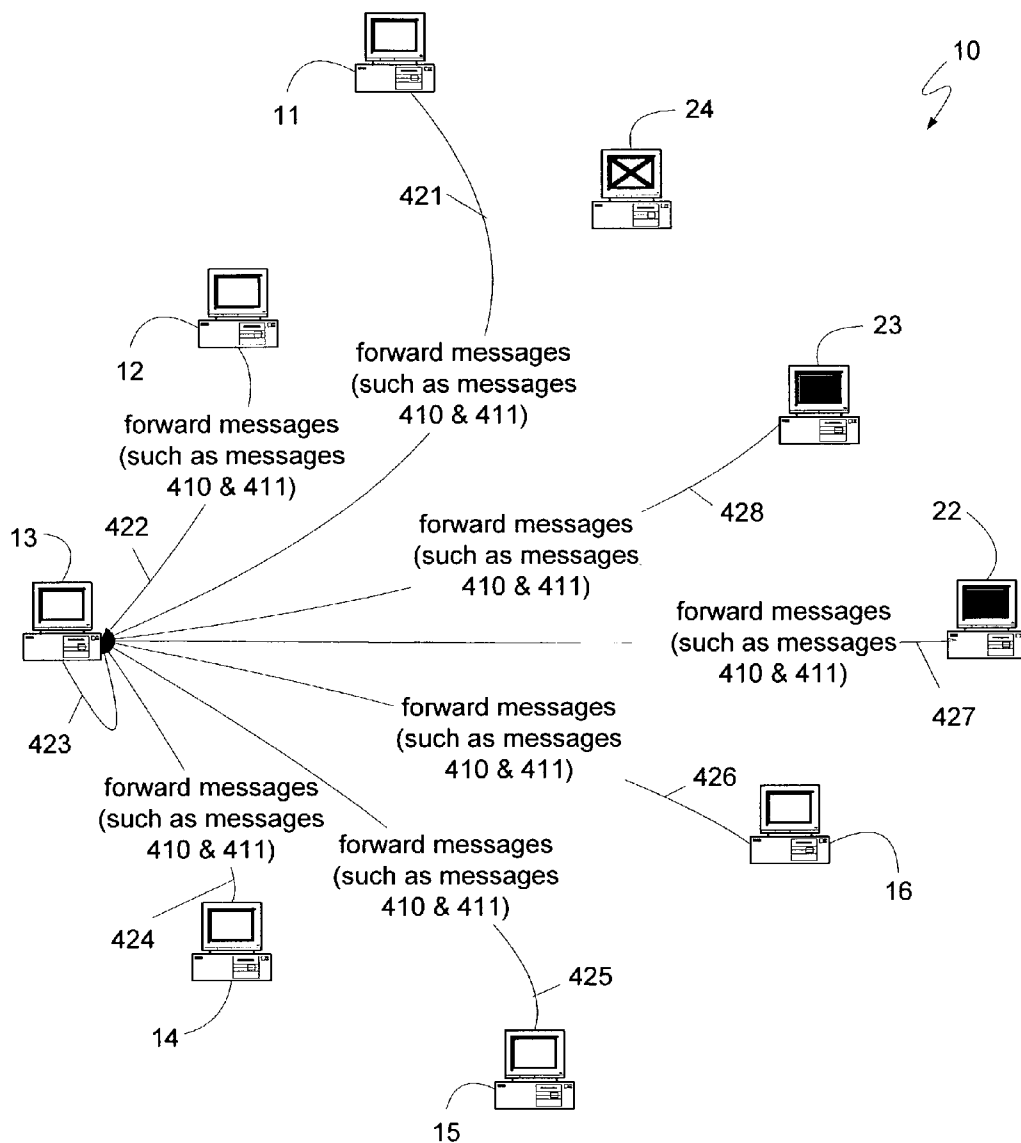 10
11
24
421
12
forward messages
(such as messages
410 & 411)
23
forward messages
(such as messages
410 & 411)
422
428
13
forward messages
(such as messages
410 & 411)
22
forward messages
(such as messages
410 & 411)
427
423
forward messages
(such as messages
410 & 411)
426
forward messages
(such as messages
410 & 411)
forward messages
(such as messages
410 & 411)
16
424
425
14
15